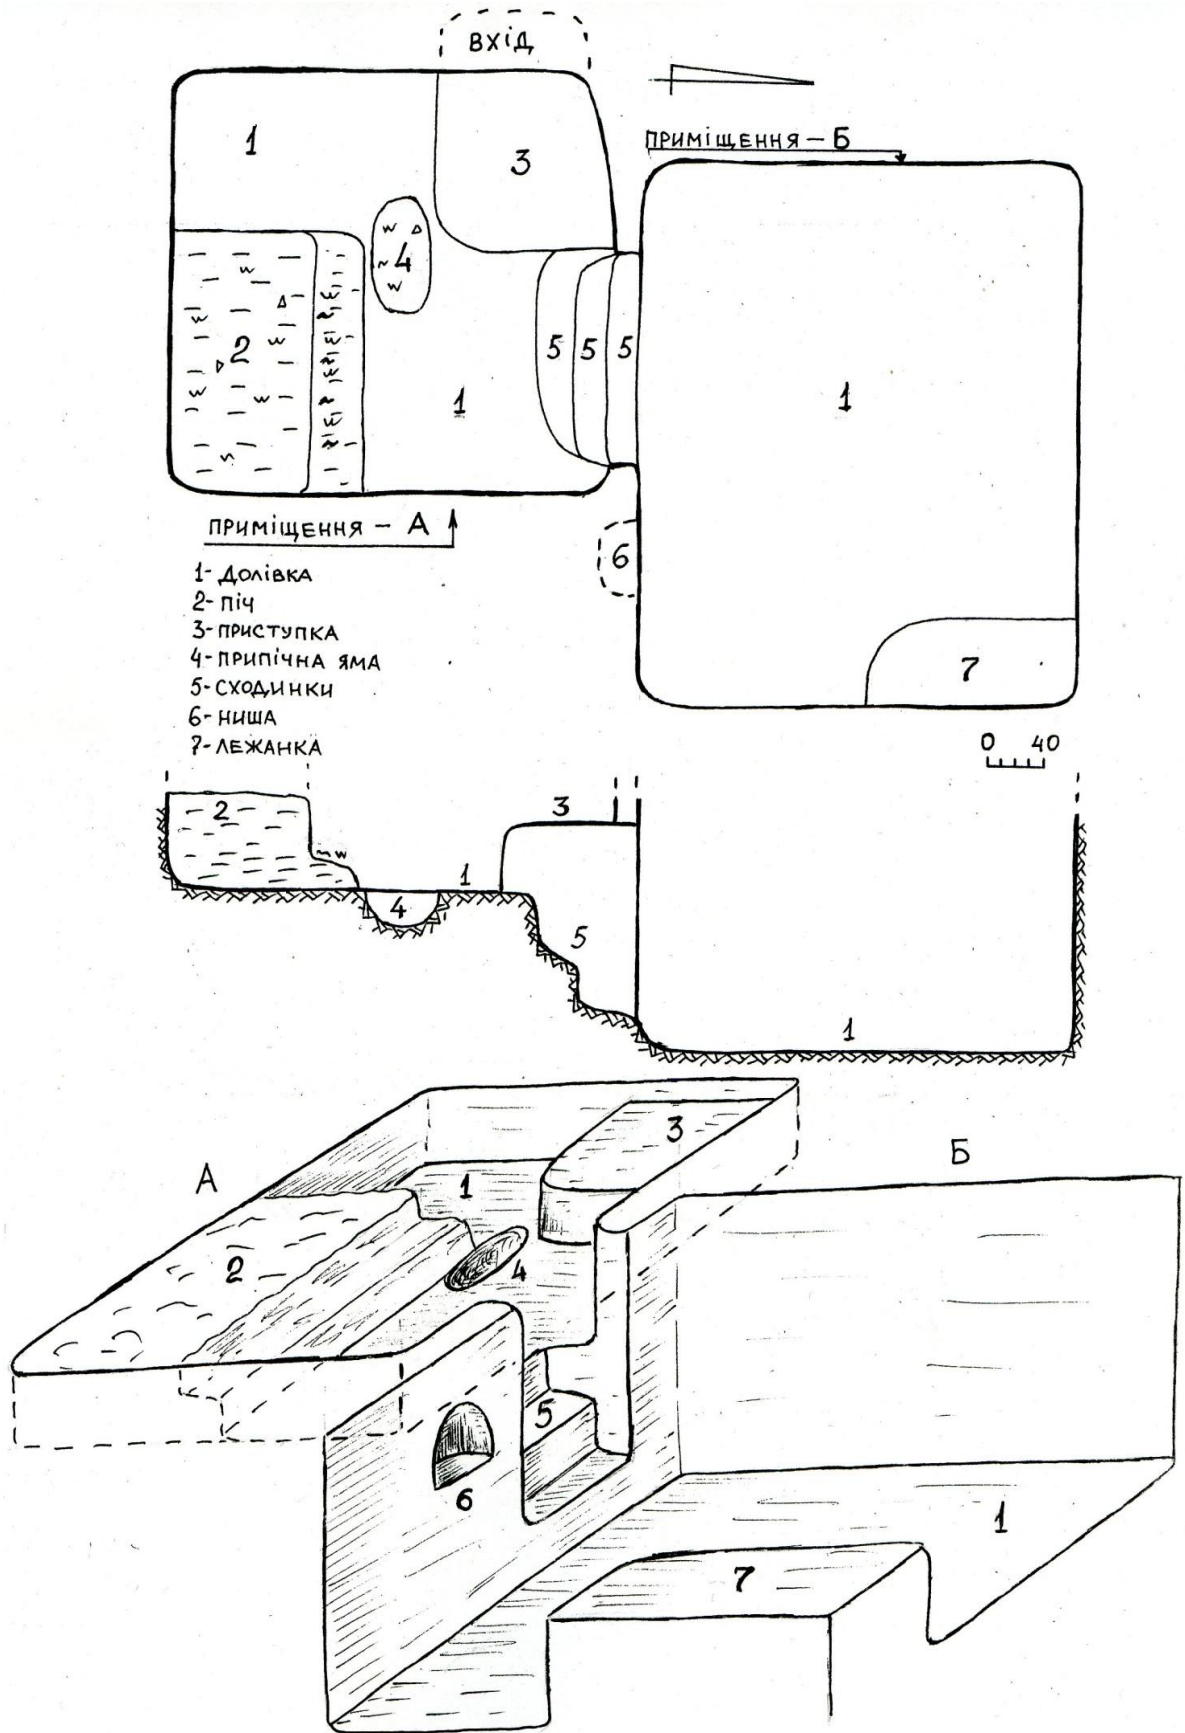 ВХІД
ПРИМІЩЕННЯ – Б
1
3
4
2
5 5 5
1
1
6
7
ПРИМІЩЕННЯ – А
1- ДОЛІВКА
2- ПІЧ
3- ПРИСТУПКА
4- ПРИПІЧНА ЯМА
5- СХОДИНКИ
6- НИША
7- ЛЕЖАНКА
0 40
2
3
1
4
5
1
А
Б
3
1
2
4
5
6
1
7